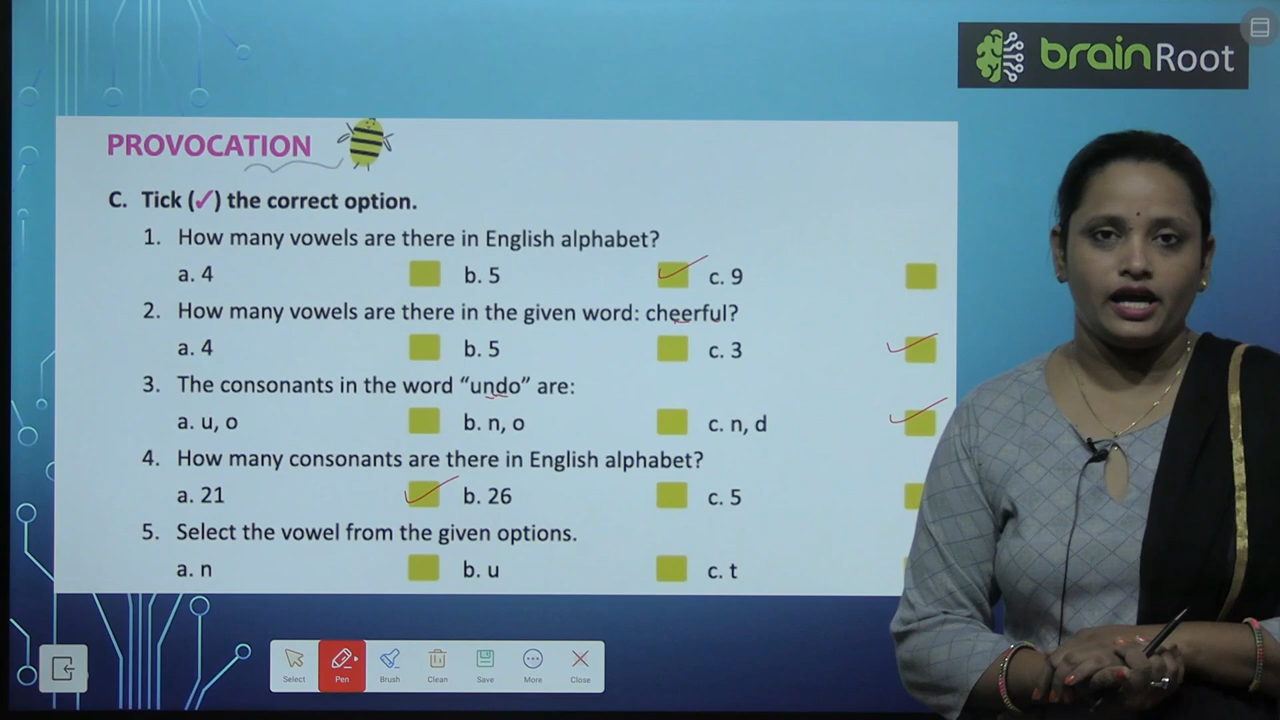 brainRoot
PROVOCATION
C. Tick (✓) the correct option.
1. How many vowels are there in English alphabet?
a. 4 b. 5 c. 9
2. How many vowels are there in the given word: cheerful?
a. 4 b. 5 c. 3
3. The consonants in the word “undo” are:
a. u, o b. n, o c. n, d
4. How many consonants are there in English alphabet?
a. 21 b. 26 c. 5
5. Select the vowel from the given options.
a. n b. u c. t
Select Pen Brush Clean Save More Close